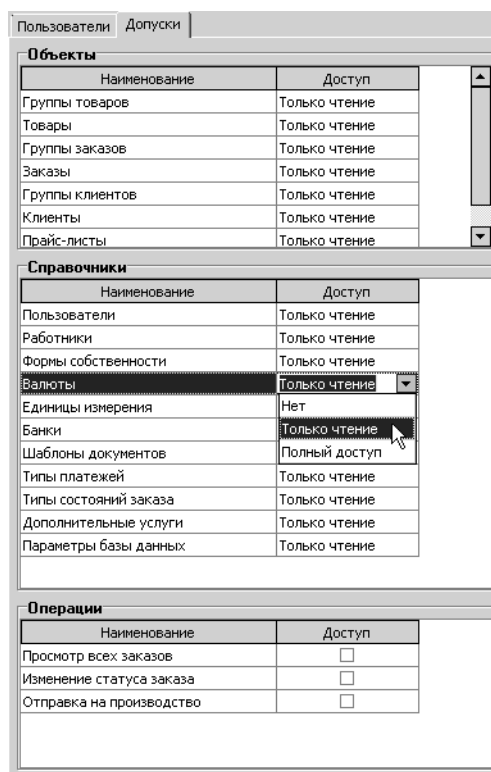 Пользователи Допуски
Объекты
Наименование Доступ
Группы товаров Только чтение
Товары Только чтение
Группы заказов Только чтение
Заказы Только чтение
Группы клиентов Только чтение
Клиенты Только чтение
Прайс-листы Только чтение
Справочники
Наименование Доступ
Пользователи Только чтение
Работники Только чтение
Формы собственности Только чтение
Валюты Только чтение
Единицы измерения Нет
Банки Только чтение
Шаблоны документов Полный доступ
Типы платежей Только чтение
Типы состояний заказа Только чтение
Дополнительные услуги Только чтение
Параметры базы данных Только чтение
Операции
Наименование Доступ
Просмотр всех заказов
Изменение статуса заказа
Отправка на производство